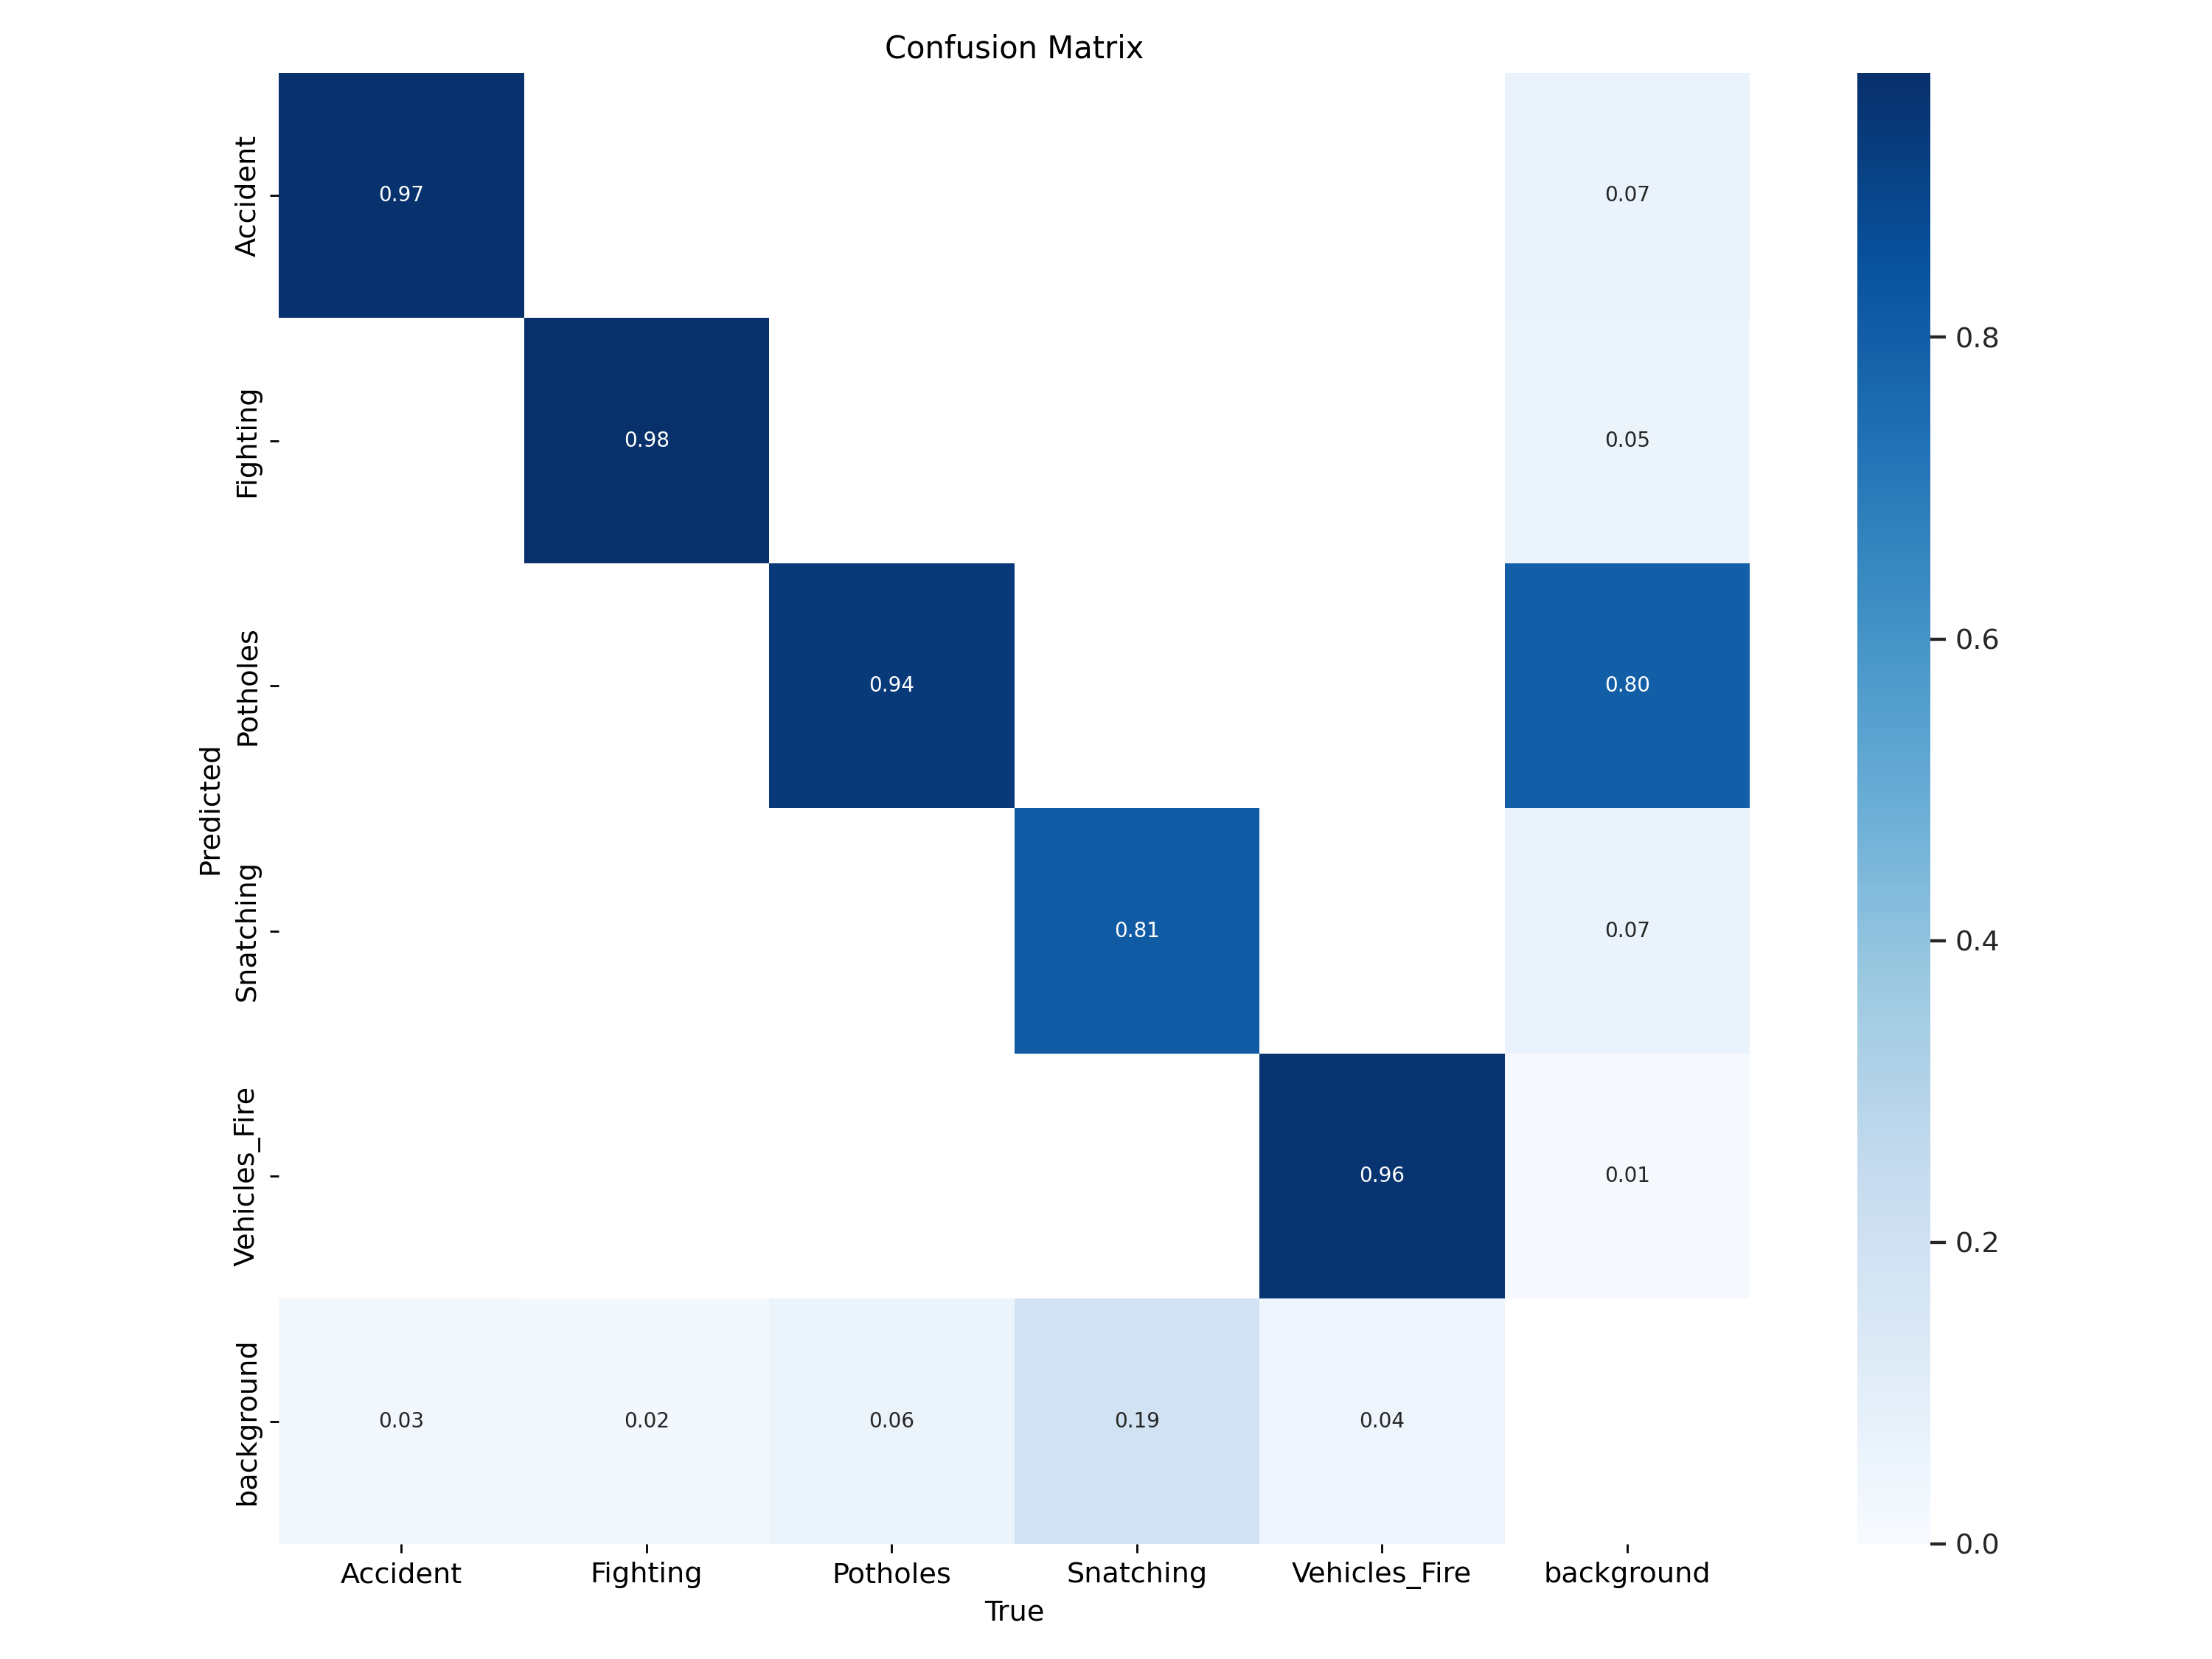 Confusion Matrix
Accident
0.97
0.07
Fighting
0.98
0.05
0.8
Potholes
0.94
0.80
0.6
Predicted
Snatching
0.81
0.07
0.4
Vehicles_Fire
0.96
0.01
0.2
background
0.03
0.02
0.06
0.19
0.04
0.0
Accident
Fighting
Potholes
Snatching
Vehicles_Fire
background
True